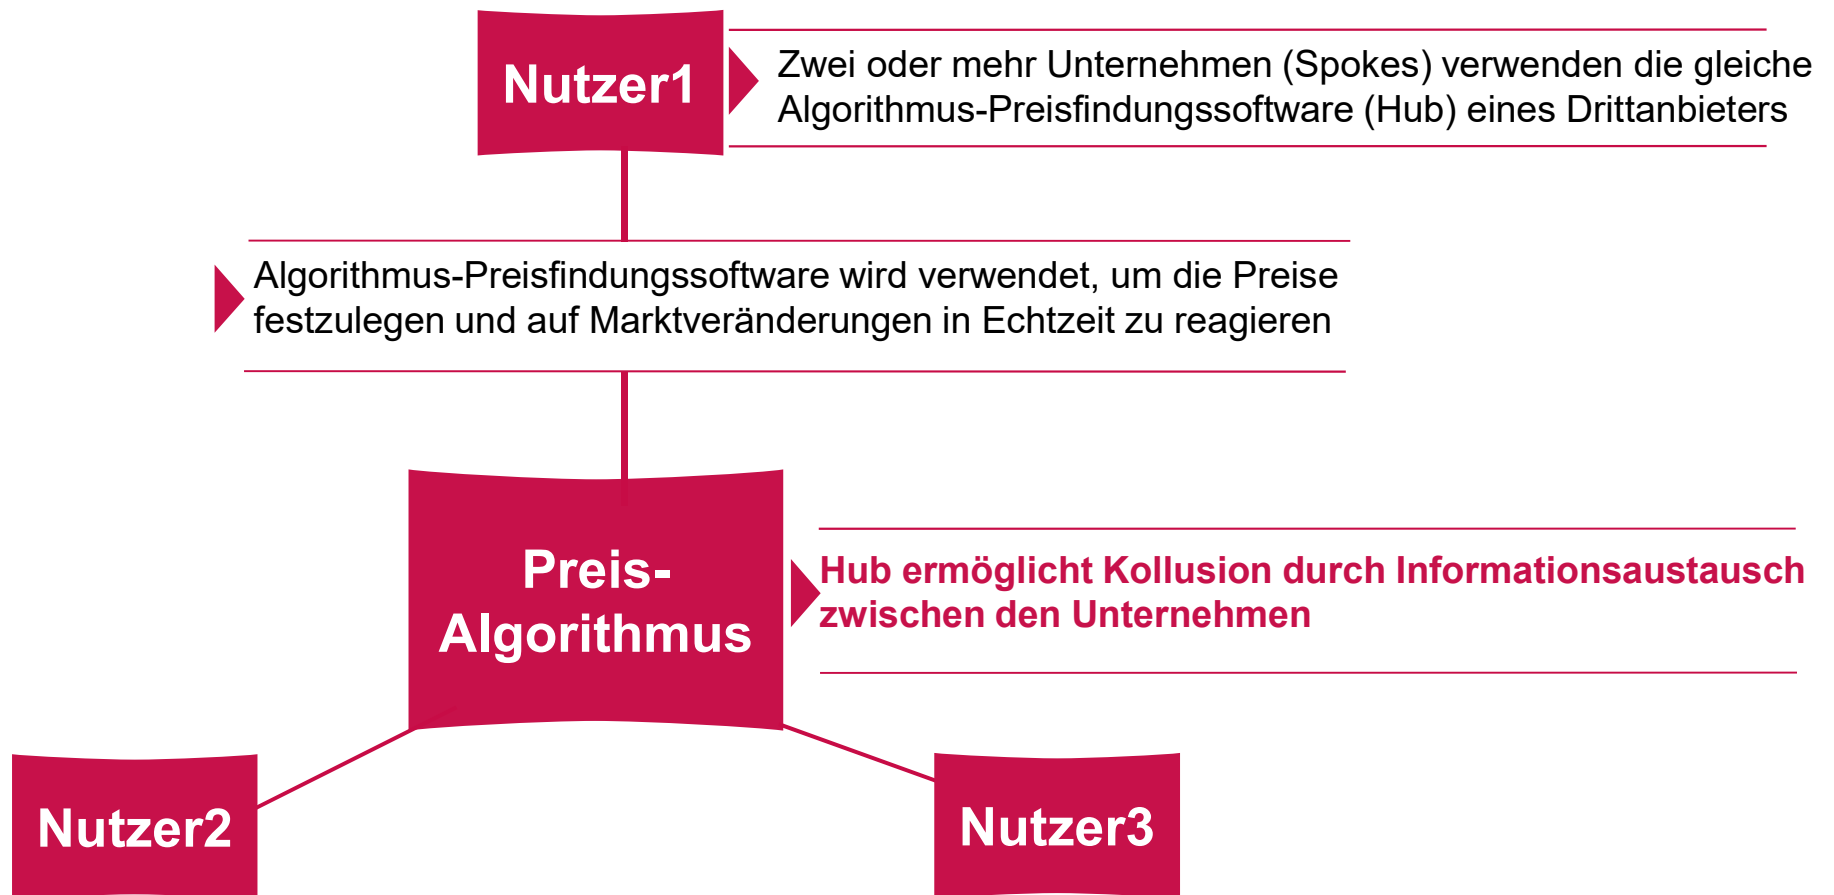 Nutzer1
Zwei oder mehr Unternehmen (Spokes) verwenden die gleiche
Algorithmus-Preisfindungssoftware (Hub) eines Drittanbieters
Algorithmus-Preisfindungssoftware wird verwendet, um die Preise
festzulegen und auf Marktveränderungen in Echtzeit zu reagieren
Preis-
Algorithmus
Hub ermöglicht Kollusion durch Informationsaustausch
zwischen den Unternehmen
Nutzer2
Nutzer3